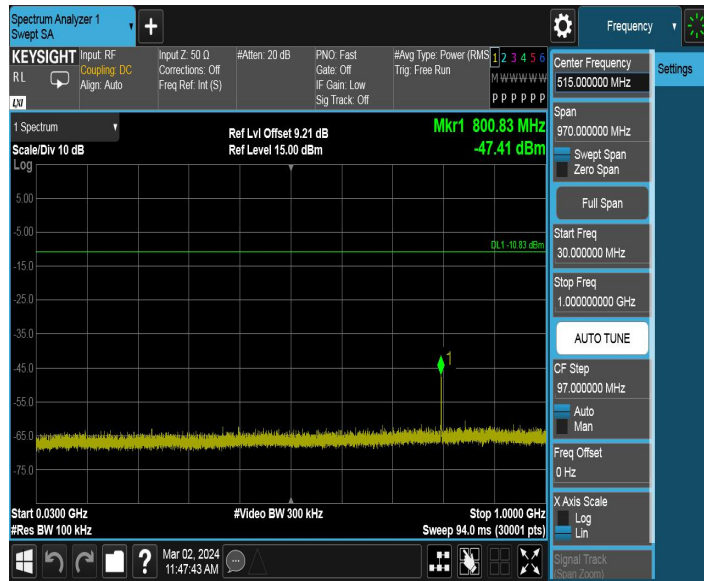 Spectrum Analyzer 1
Swept SA
+
Frequency
KEYSIGHT
RL
LXI
Input: RF
Coupling: DC
Align: Auto
Input Z: 50 Ω
Corrections: Off
Freq Ref: Int (S)
#Atten: 20 dB
PNO: Fast
Gate: Off
IF Gain: Low
Sig Track: Off
#Avg Type: Power (RMS
Trig: Free Run
1 2 3 4 5 6
M W W W W W
P P P P P P
Center Frequency
515.000000 MHz
Settings
Span
970.000000 MHz
Swept Span
Zero Span
Full Span
Start Freq
30.000000 MHz
Stop Freq
1.000000000 GHz
AUTO TUNE
CF Step
97.000000 MHz
Auto
Man
Freq Offset
0 Hz
X Axis Scale
Log
Lin
Signal Track
(Span Zoom)
1 Spectrum
Scale/Div 10 dB
Log
Ref Lvl Offset 9.21 dB
Ref Level 15.00 dBm
Mkr1 800.83 MHz
-47.41 dBm
5.00
-5.00
DL1 -10.83 dBm
-15.0
-25.0
-35.0
1
-45.0
-55.0
-65.0
-75.0
Start 0.0300 GHz
#Res BW 100 kHz
#Video BW 300 kHz
Stop 1.0000 GHz
Sweep 94.0 ms (30001 pts)
?
Mar 02, 2024
11:47:43 AM